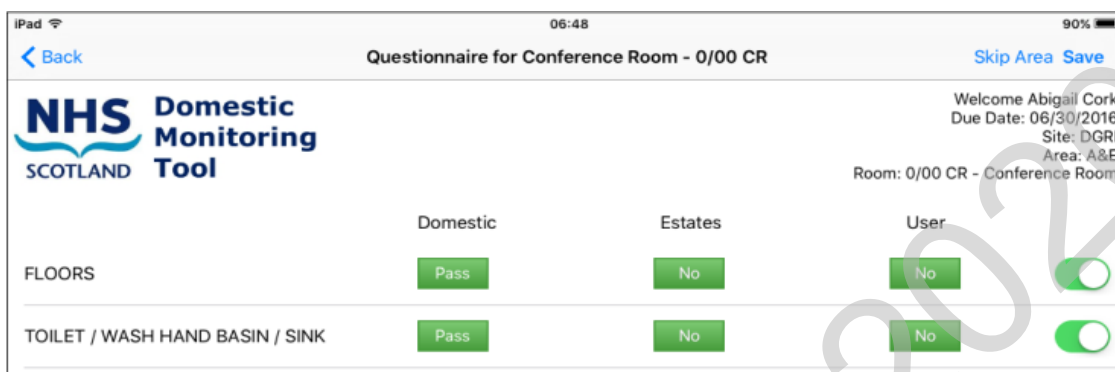 iPad 06:48 90%
Back Questionnaire for Conference Room - 0/00 CR Skip Area Save
NHS
SCOTLAND
Domestic
Monitoring
Tool
Welcome Abigail Cork
Due Date: 06/30/2016
Site: DGRI
Area: A&E
Room: 0/00 CR - Conference Room
Domestic Estates User
FLOORS Pass No No
TOILET / WASH HAND BASIN / SINK Pass No No